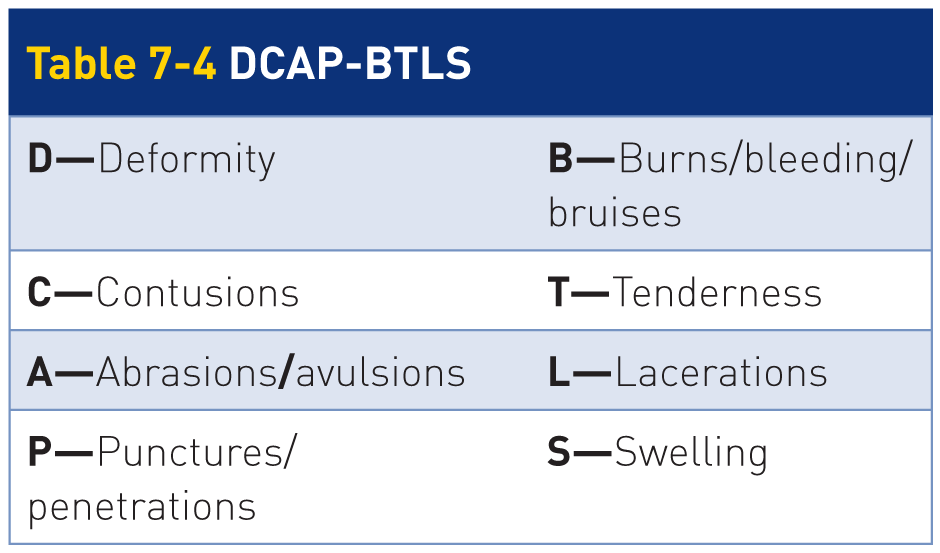 Table 7-4 DCAP-BTLS
D—Deformity
B—Burns/bleeding/
bruises
C—Contusions
T—Tenderness
A—Abrasions/avulsions
L—Lacerations
P—Punctures/
penetrations
S—Swelling